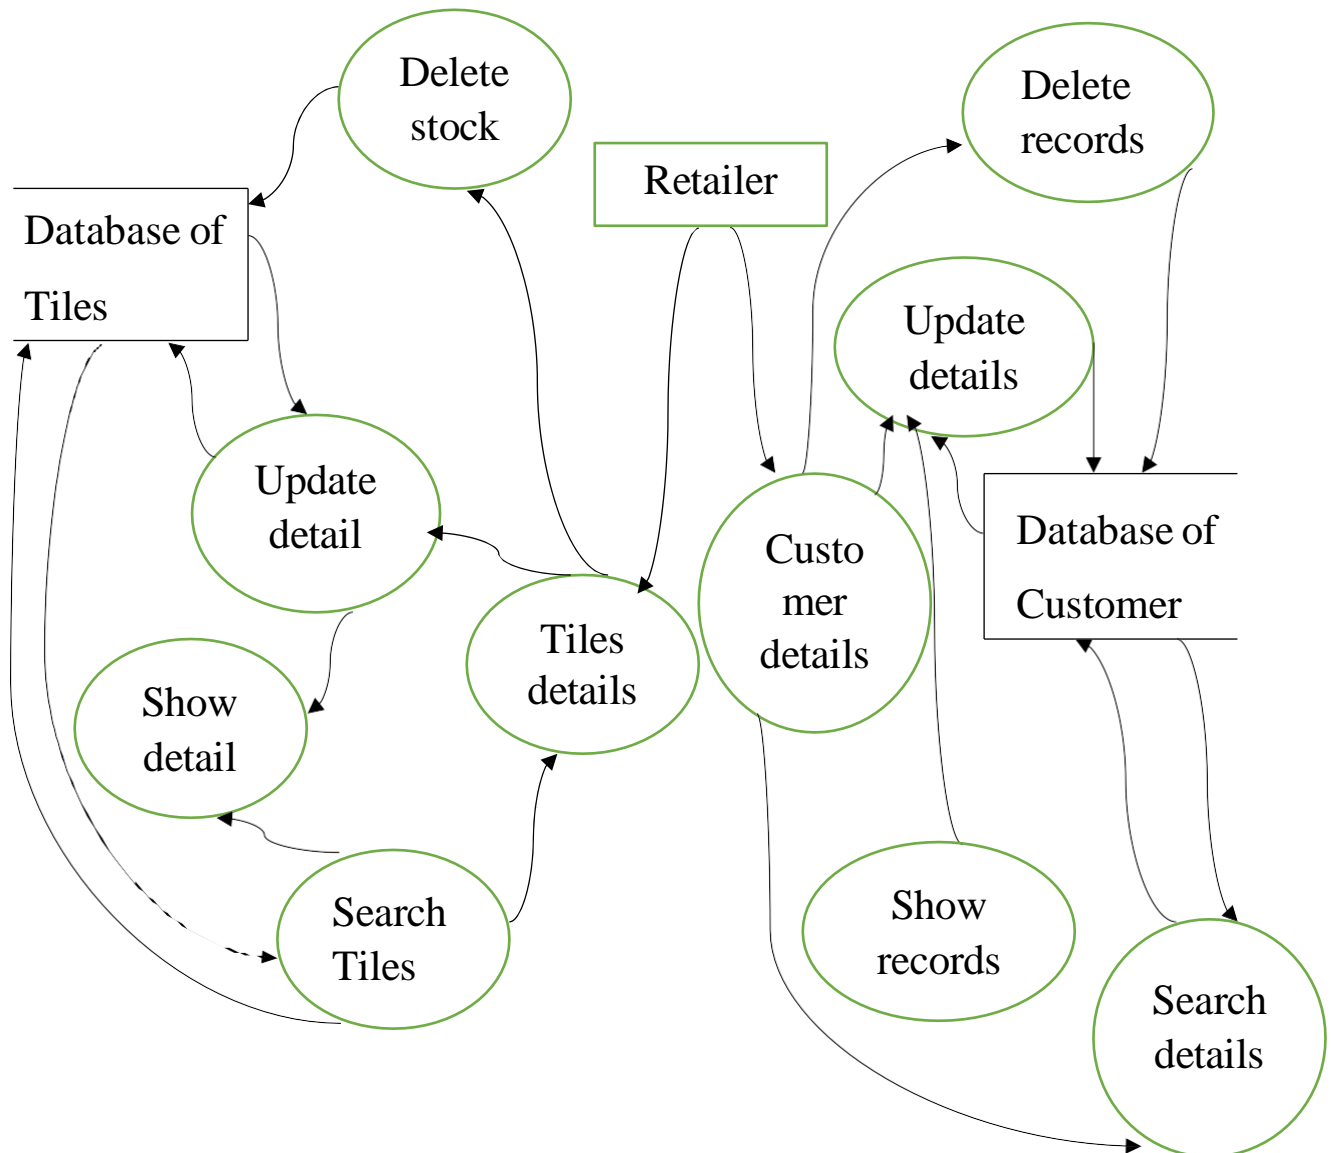 Delete
stock
Delete
records
Retailer
Database of
Tiles
Update
details
Update
detail
Custo
mer
details
Database of
Customer
Tiles
details
Show
detail
Search
Tiles
Show
records
Search
details